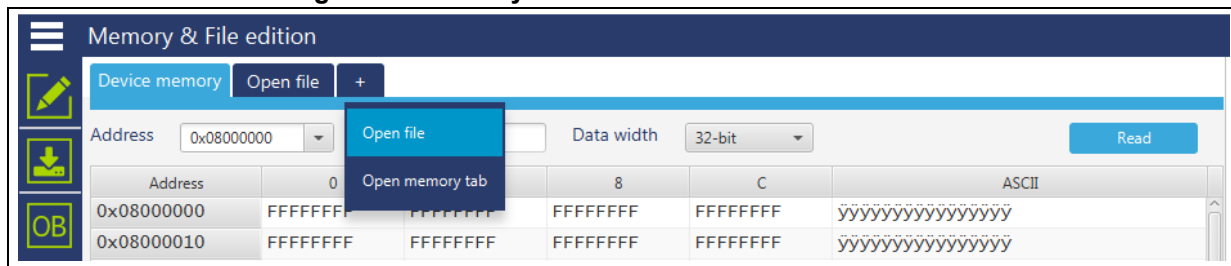 Memory & File edition
Device memory Open file +
Address 0x08000000 Data width 32-bit Read
Open file
Open memory tab
Address 0 8 C ASCII
0x08000000 FFFFFFFF FFFFFFFF FFFFFFFF FFFFFFFF ÿÿÿÿÿÿÿÿÿÿÿÿÿÿÿÿ
0x08000010 FFFFFFFF FFFFFFFF FFFFFFFF FFFFFFFF ÿÿÿÿÿÿÿÿÿÿÿÿÿÿÿÿ
OB